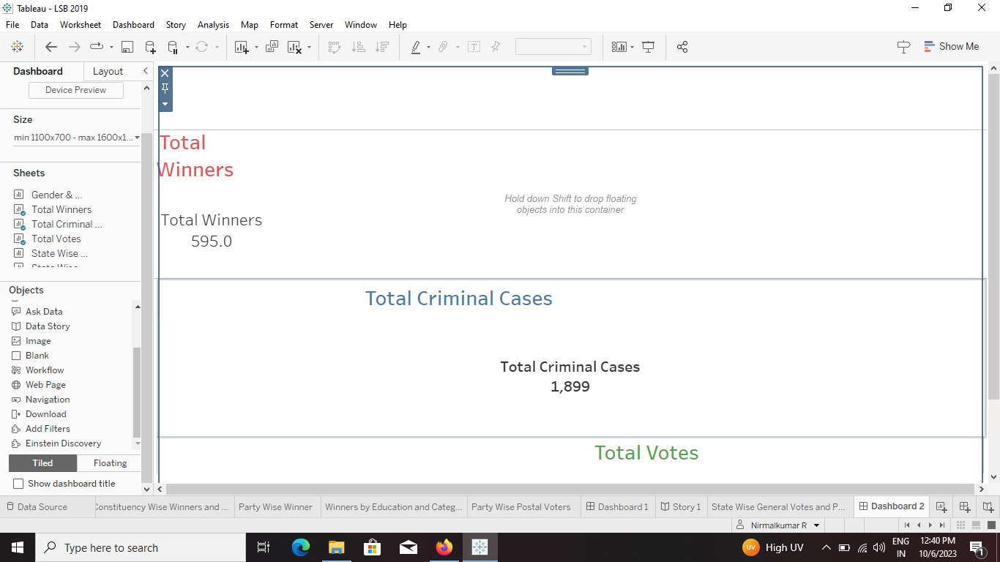 Tableau - LSB 2019
File Data Worksheet Dashboard Story Analysis Map Format Server Window Help
Show Me
Dashboard Layout
Device Preview
Size
min 1100x700 - max 1600x1...
Sheets
Gender & ...
Total Winners
Total Criminal ...
Total Votes
State Wise ...
State Wise
Objects
Ask Data
Data Story
Image
Blank
Workflow
Web Page
Navigation
Download
Add Filters
Einstein Discovery
Tiled Floating
Show dashboard title
Total
Winners
Total Winners
595.0
Hold down Shift to drop floating
objects into this container
Total Criminal Cases
Total Criminal Cases
1,899
Total Votes
Data Source Constituency Wise Winners and ... Party Wise Winner Winners by Education and Categ... Party Wise Postal Voters Dashboard 1 Story 1 State Wise General Votes and P... Dashboard 2
Nirmalkumar R
Type here to search
UV High UV
ENG
IN
12:40 PM
10/6/2023
1